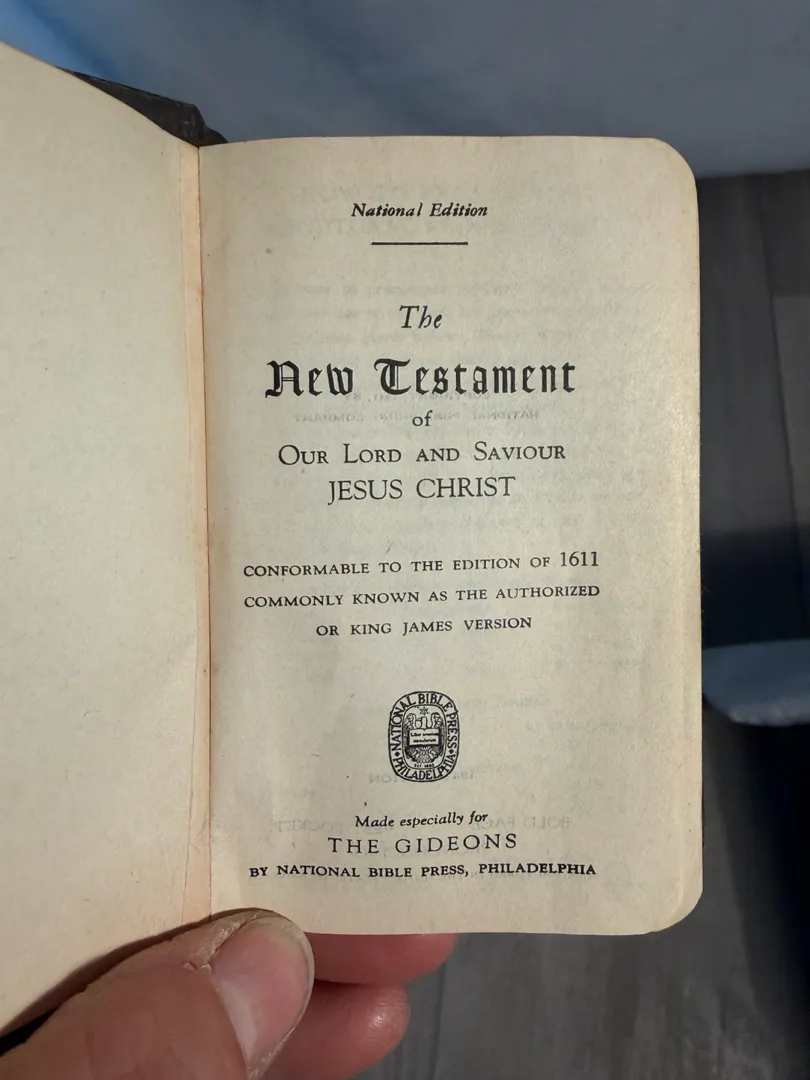 National Edition
The
New Testament
of
OUR LORD AND SAVIOUR
JESUS CHRIST
CONFORMABLE TO THE EDITION OF 1611
COMMONLY KNOWN AS THE AUTHORIZED
OR KING JAMES VERSION
NATIONAL BIBLE PRESS
PHILADELPHIA
Made especially for
THE GIDEONS
BY NATIONAL BIBLE PRESS, PHILADELPHIA